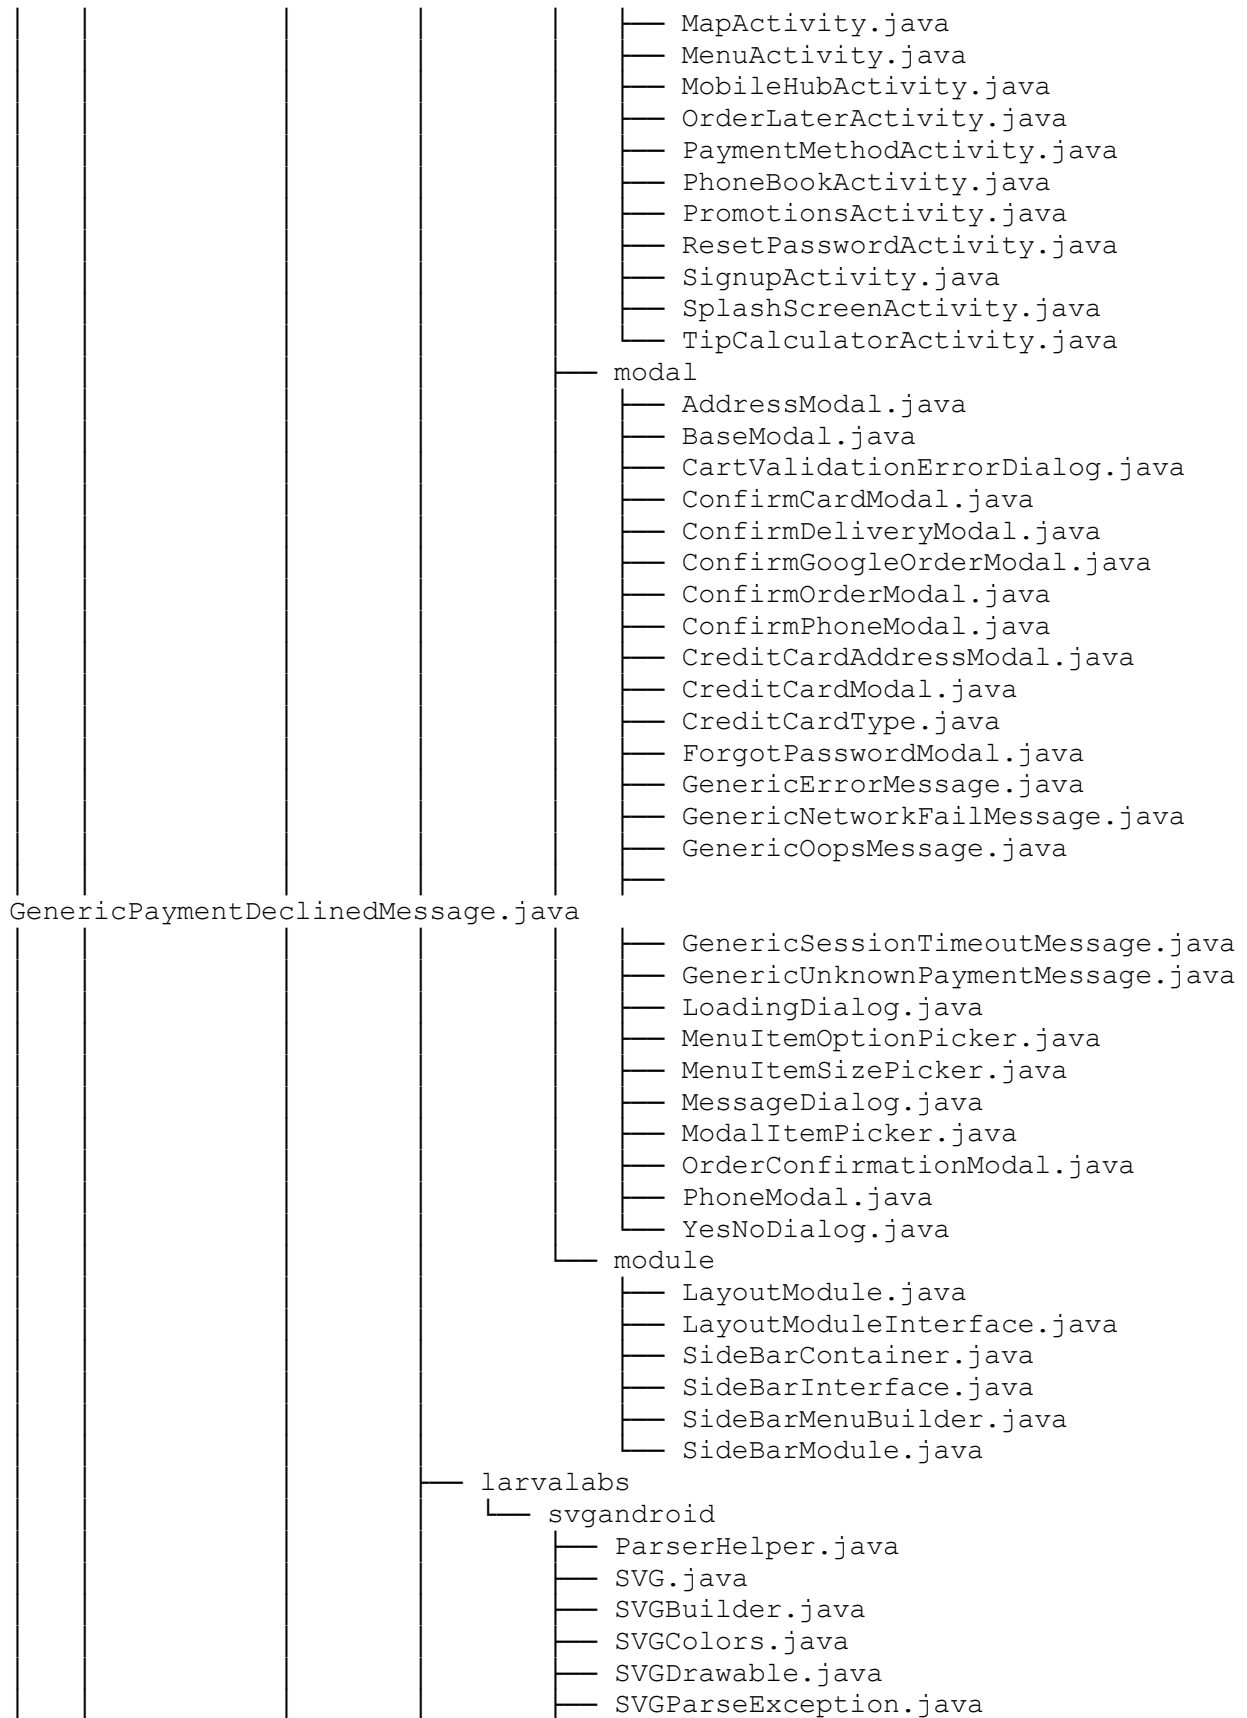 │   │           │       │       │   ├── MapActivity.java
│   │           │       │       │   ├── MenuActivity.java
│   │           │       │       │   ├── MobileHubActivity.java
│   │           │       │       │   ├── OrderLaterActivity.java
│   │           │       │       │   ├── PaymentMethodActivity.java
│   │           │       │       │   ├── PhoneBookActivity.java
│   │           │       │       │   ├── PromotionsActivity.java
│   │           │       │       │   ├── ResetPasswordActivity.java
│   │           │       │       │   ├── SignupActivity.java
│   │           │       │       │   ├── SplashScreenActivity.java
│   │           │       │       │   └── TipCalculatorActivity.java
│   │           │       │       ├── modal
│   │           │       │       │   ├── AddressModal.java
│   │           │       │       │   ├── BaseModal.java
│   │           │       │       │   ├── CartValidationErrorDialog.java
│   │           │       │       │   ├── ConfirmCardModal.java
│   │           │       │       │   ├── ConfirmDeliveryModal.java
│   │           │       │       │   ├── ConfirmGoogleOrderModal.java
│   │           │       │       │   ├── ConfirmOrderModal.java
│   │           │       │       │   ├── ConfirmPhoneModal.java
│   │           │       │       │   ├── CreditCardAddressModal.java
│   │           │       │       │   ├── CreditCardModal.java
│   │           │       │       │   ├── CreditCardType.java
│   │           │       │       │   ├── ForgotPasswordModal.java
│   │           │       │       │   ├── GenericErrorMessage.java
│   │           │       │       │   ├── GenericNetworkFailMessage.java
│   │           │       │       │   ├── GenericOopsMessage.java
│   │           │       │       │   ├──
GenericPaymentDeclinedMessage.java
│   │           │       │       │   ├── GenericSessionTimeoutMessage.java
│   │           │       │       │   ├── GenericUnknownPaymentMessage.java
│   │           │       │       │   ├── LoadingDialog.java
│   │           │       │       │   ├── MenuItemOptionPicker.java
│   │           │       │       │   ├── MenuItemSizePicker.java
│   │           │       │       │   ├── MessageDialog.java
│   │           │       │       │   ├── ModalItemPicker.java
│   │           │       │       │   ├── OrderConfirmationModal.java
│   │           │       │       │   ├── PhoneModal.java
│   │           │       │       │   └── YesNoDialog.java
│   │           │       │       └── module
│   │           │       │           ├── LayoutModule.java
│   │           │       │           ├── LayoutModuleInterface.java
│   │           │       │           ├── SideBarContainer.java
│   │           │       │           ├── SideBarInterface.java
│   │           │       │           ├── SideBarMenuBuilder.java
│   │           │       │           └── SideBarModule.java
│   │           │       ├── larvalabs
│   │           │       │   └── svgandroid
│   │           │       │       ├── ParserHelper.java
│   │           │       │       ├── SVG.java
│   │           │       │       ├── SVGBuilder.java
│   │           │       │       ├── SVGColors.java
│   │           │       │       ├── SVGDrawable.java
│   │           │       │       ├── SVGParseException.java